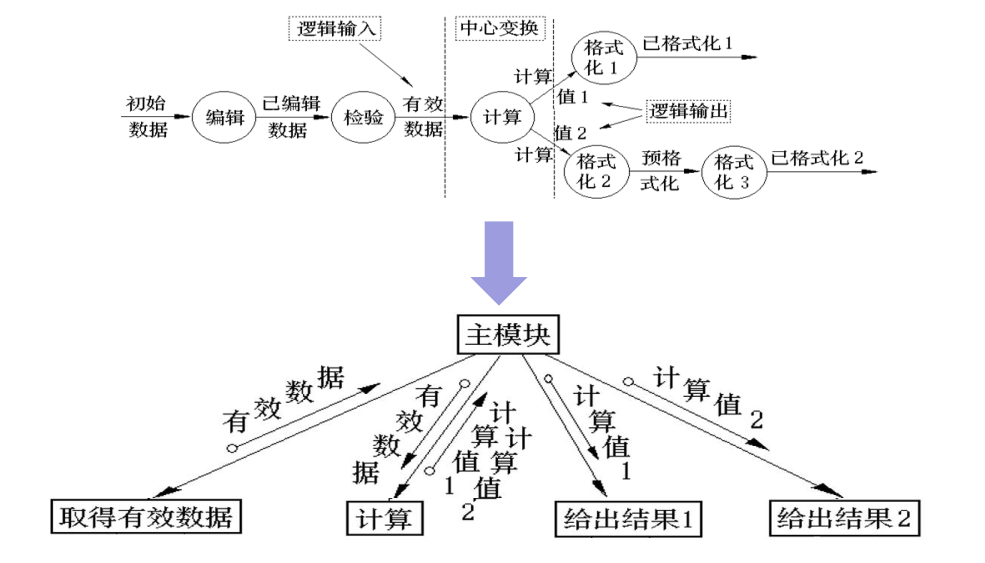 逻辑输入
中心变换
初始
数据
编辑
已编辑
数据
检验
有效
数据
计算
计算
值1
格式
化1
已格式化1
逻辑输出
值2
计算
格式
化2
预格
式化
格式
化3
已格式化2
主模块
有效数据
有效数据
计算值1
计算值2
计算值1
计算值2
取得有效数据
计算
给出结果1
给出结果2